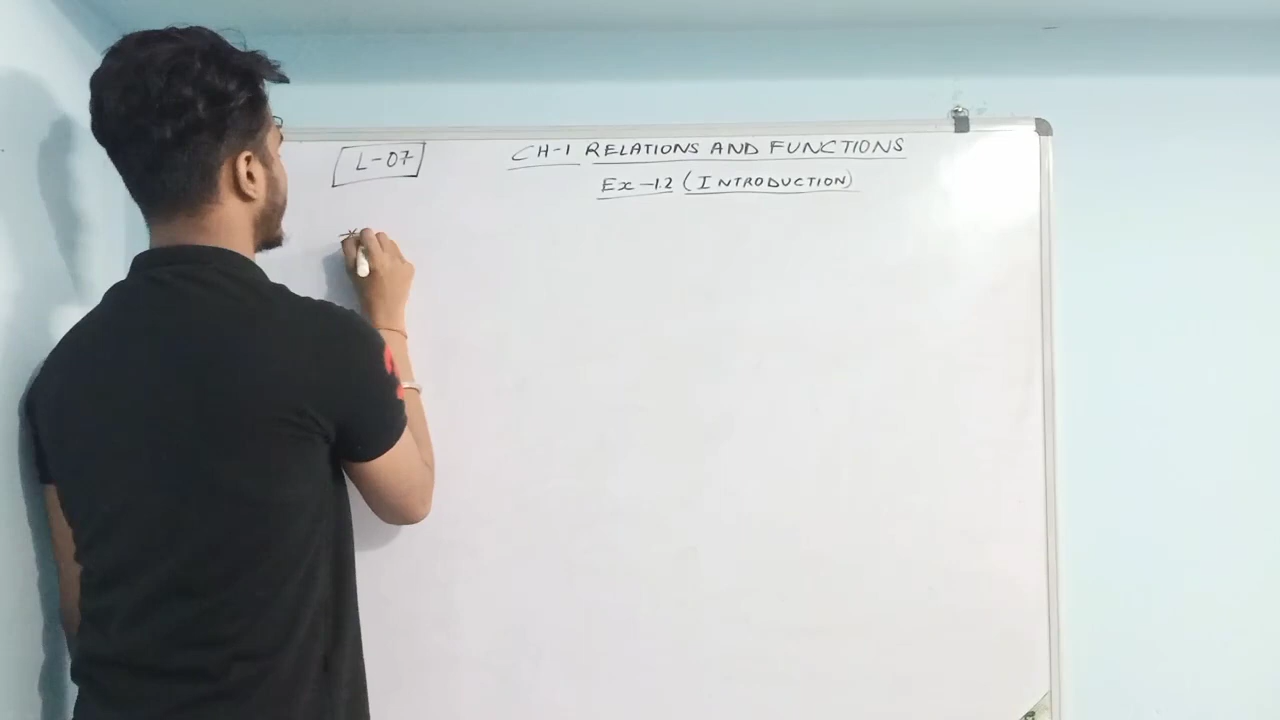 L-07
CH-1 RELATIONS AND FUNCTIONS
Ex-1.2 (INTRODUCTION)
*